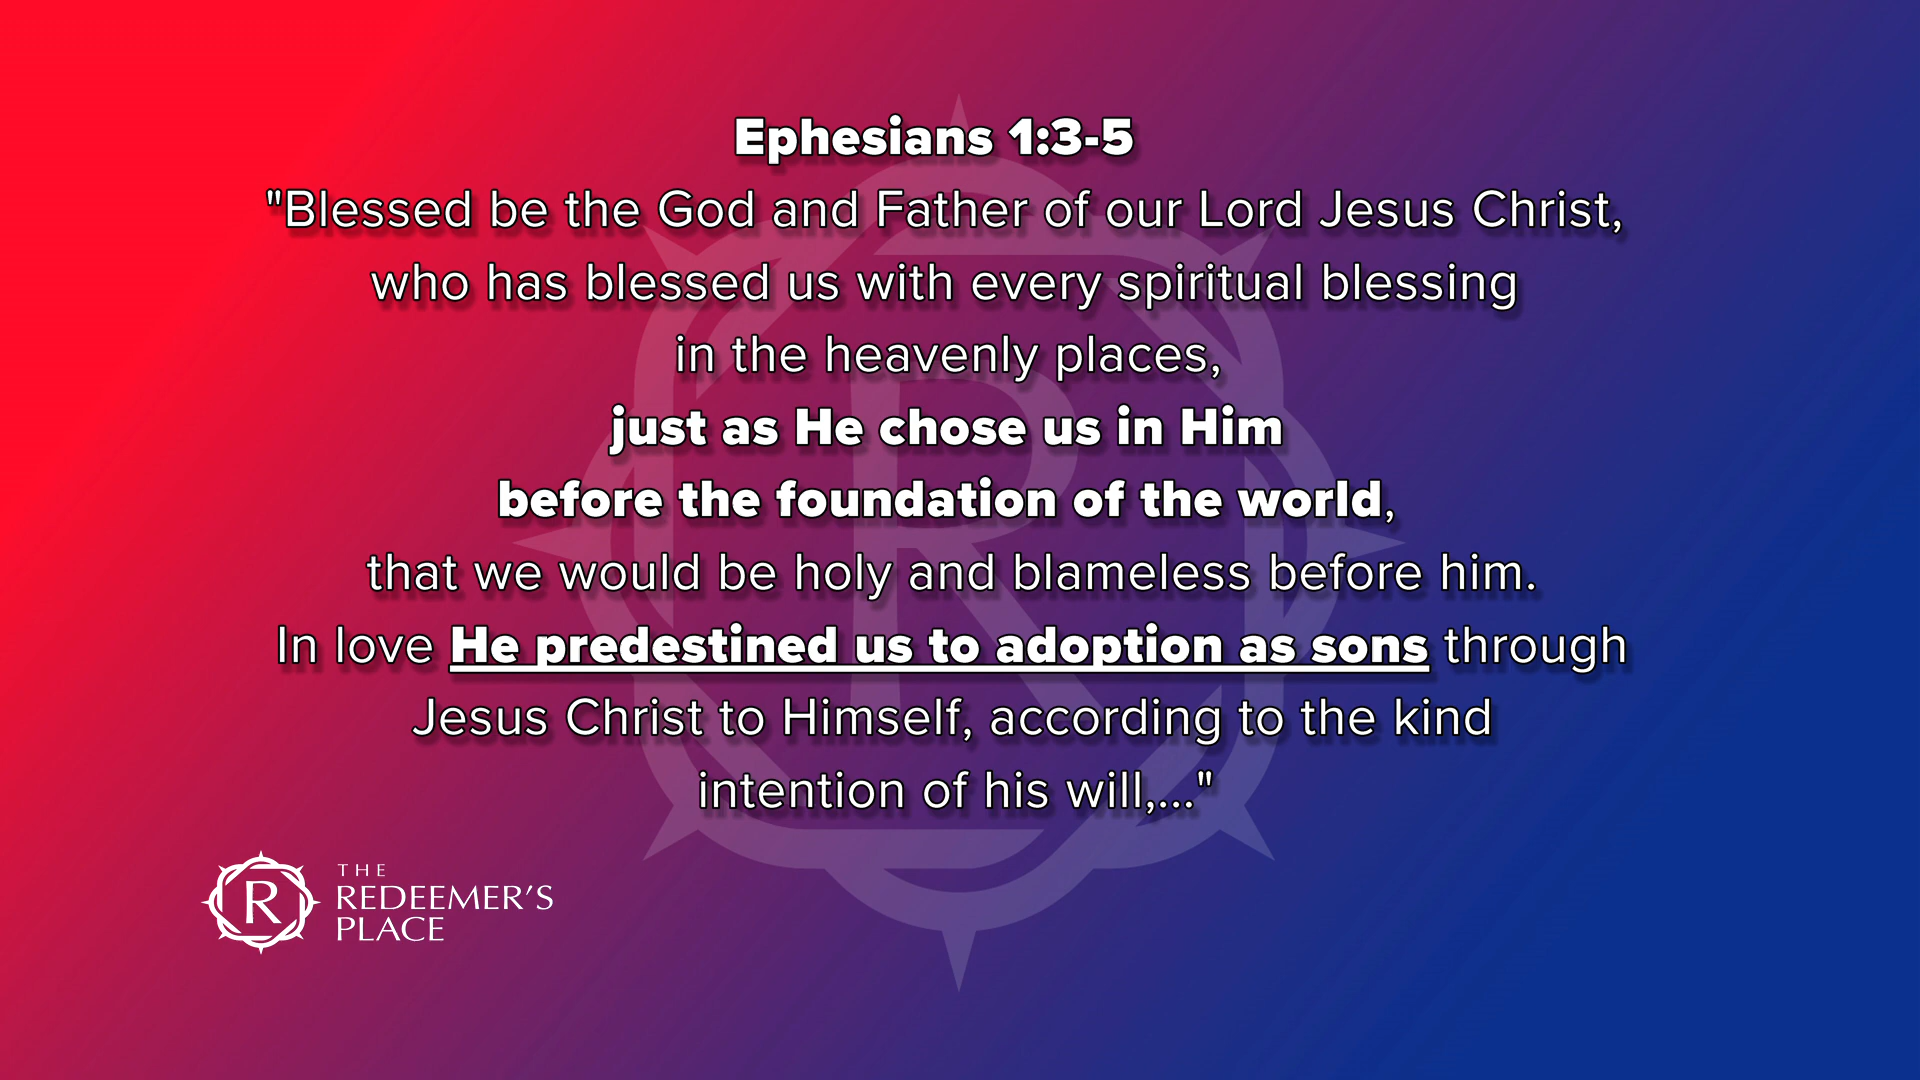 Ephesians 1:3-5
"Blessed be the God and Father of our Lord Jesus Christ,
who has blessed us with every spiritual blessing
in the heavenly places,
just as He chose us in Him
before the foundation of the world,
that we would be holy and blameless before him.
In love He predestined us to adoption as sons through
Jesus Christ to Himself, according to the kind
intention of his will,..."
R
THE
REDEEMER'S
PLACE